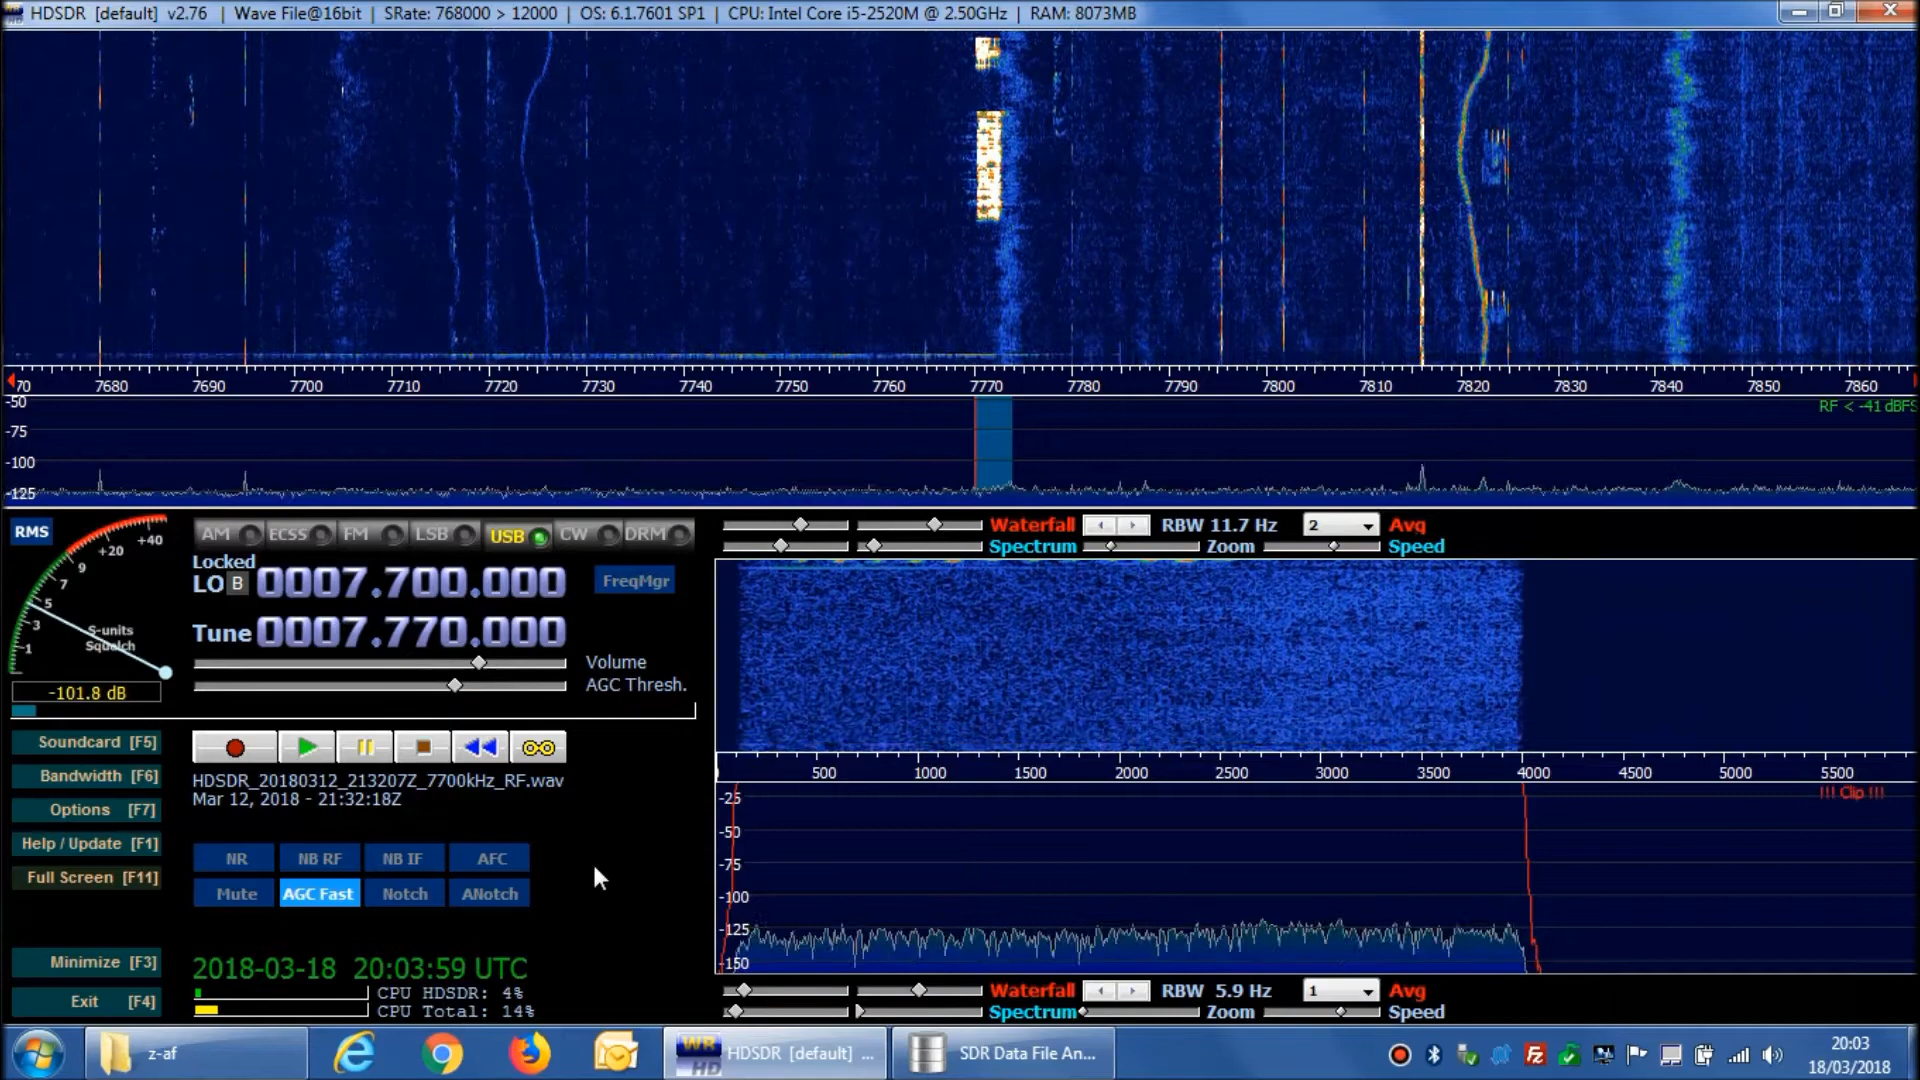 HDSDR [default] v2.76 | Wave File@16bit | SRate: 768000 > 12000 | OS: 6.1.7601 SP1 | CPU: Intel Core i5-2520M @ 2.50GHz | RAM: 8073MB
70 7680 7690 7700 7710 7720 7730 7740 7750 7760 7770 7780 7790 7800 7810 7820 7830 7840 7850 7860
-50
RF < -41 dBFS
-75
-100
-125
RMS
+20 +40
9
7
5
3
1
S-units
Squelch
-101.8 dB
AM ECSS FM LSB USB CW DRM
Locked
LO B 0007.700.000
FreqMgr
Tune 0007.770.000
Volume
AGC Thresh.
Waterfall RBW 11.7 Hz 2 Avg
Spectrum Zoom Speed
Soundcard [F5]
Bandwidth [F6]
Options [F7]
Help / Update [F1]
Full Screen [F11]
Minimize [F3]
Exit [F4]
HDSDR_20180312_213207Z_7700kHz_RF.wav
Mar 12, 2018 - 21:32:18Z
NR NB RF NB IF AFC
Mute AGC Fast Notch ANotch
2018-03-18 20:03:59 UTC
CPU HDSDR: 4%
CPU Total: 14%
500 1000 1500 2000 2500 3000 3500 4000 4500 5000 5500
-25
!!! Clip !!!
-50
-75
-100
-125
-150
Waterfall RBW 5.9 Hz 1 Avg
Spectrum Zoom Speed
z-af
WR HD
HDSDR [default] ...
SDR Data File An...
FZ
20:03
18/03/2018